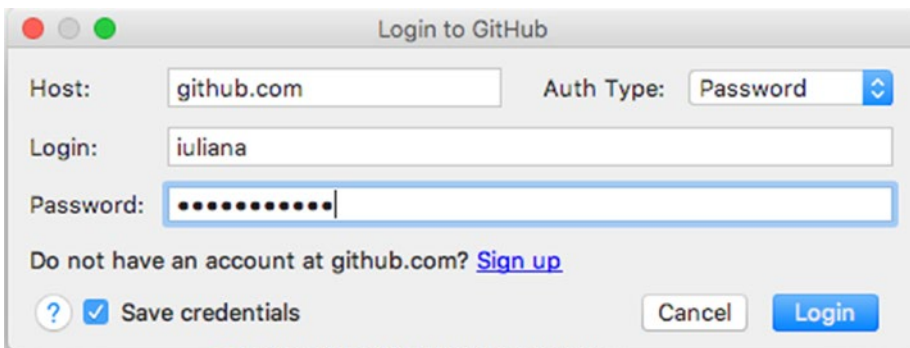 Login to GitHub
Host: github.com Auth Type: Password
Login: iuliana
Password: •••••••••••
Do not have an account at github.com? Sign up
? Save credentials Cancel Login